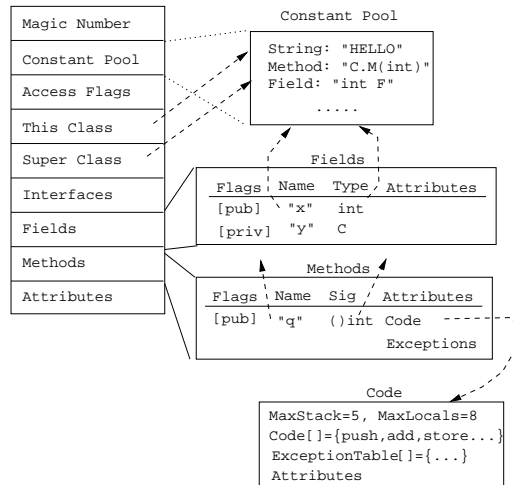 Magic Number
Constant Pool
Access Flags
This Class
Super Class
Interfaces
Fields
Methods
Attributes
Constant Pool
String: "HELLO"
Method: "C.M(int)"
Field: "int F"
.....
Fields
Flags Name Type Attributes
[pub] "x" int
[priv] "y" C
Methods
Flags Name Sig Attributes
[pub] "q" ()int Code
Exceptions
Code
MaxStack=5, MaxLocals=8
Code[]={push,add,store...}
ExceptionTable[]={...}
Attributes